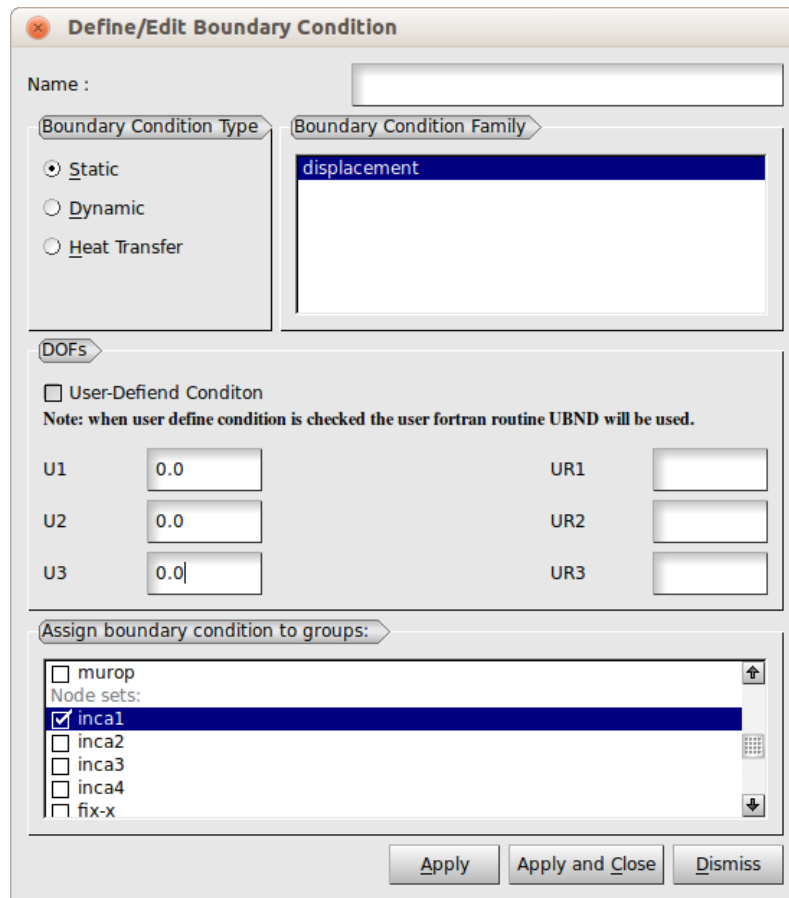 Define/Edit Boundary Condition
Name :
Boundary Condition Type
Boundary Condition Family
Static
displacement
Dynamic
Heat Transfer
DOFs
User-Defiend Conditon
Note: when user define condition is checked the user fortran routine UBND will be used.
U1 0.0 UR1
U2 0.0 UR2
U3 0.0 UR3
Assign boundary condition to groups:
murop
Node sets:
inca1
inca2
inca3
inca4
fix-x
Apply Apply and Close Dismiss